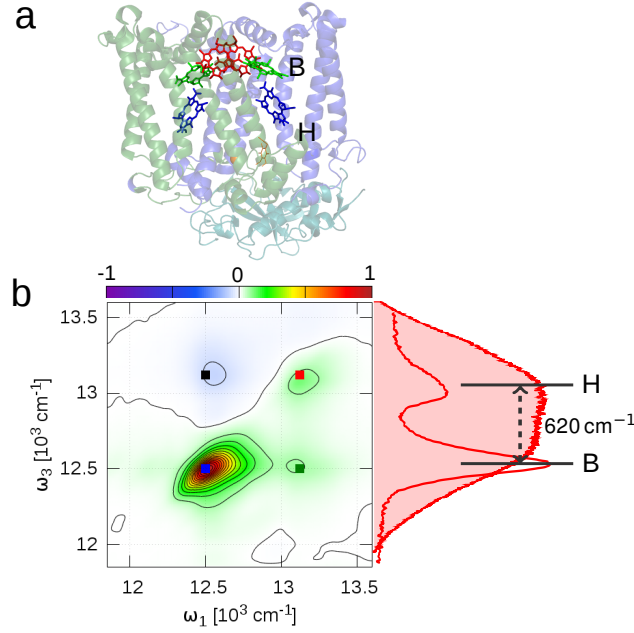 a
B
H
b
-1 0 1
13.5
13
12.5
12
ω₃ [10³ cm⁻¹]
12 12.5 13 13.5
ω₁ [10³ cm⁻¹]
H
620 cm⁻¹
B